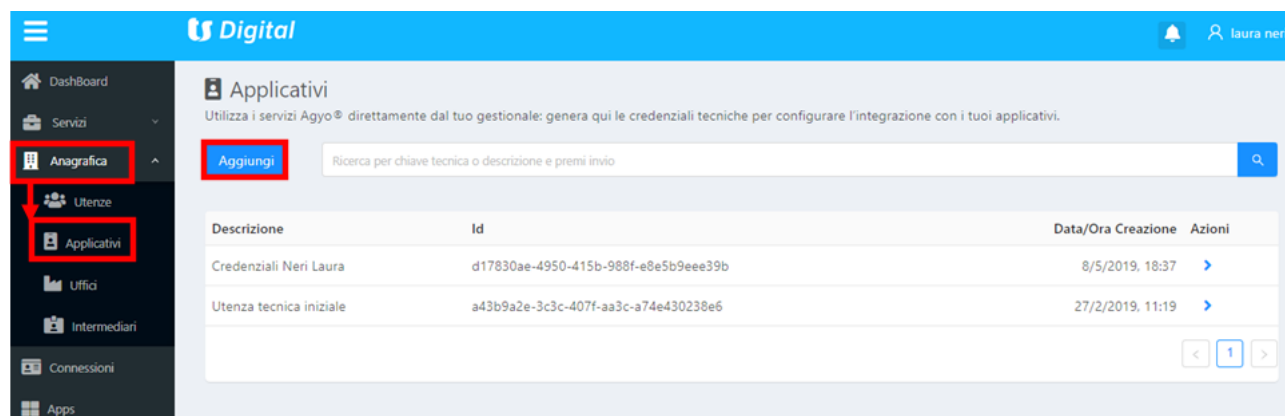 Digital
laura ner
DashBoard
Servizi
Anagrafica
Utenze
Applicativi
Uffici
Intermediari
Connessioni
Apps
Applicativi
Utilizza i servizi Agyo® direttamente dal tuo gestionale: genera qui le credenziali tecniche per configurare l'integrazione con i tuoi applicativi.
Aggiungi Ricerca per chiave tecnica o descrizione e premi invio
Descrizione Id Data/Ora Creazione Azioni
Credenziali Neri Laura d17830ae-4950-415b-988f-e8e5b9eee39b 8/5/2019, 18:37
Utenza tecnica iniziale a43b9a2e-3c3c-407f-aa3c-a74e430238e6 27/2/2019, 11:19
1